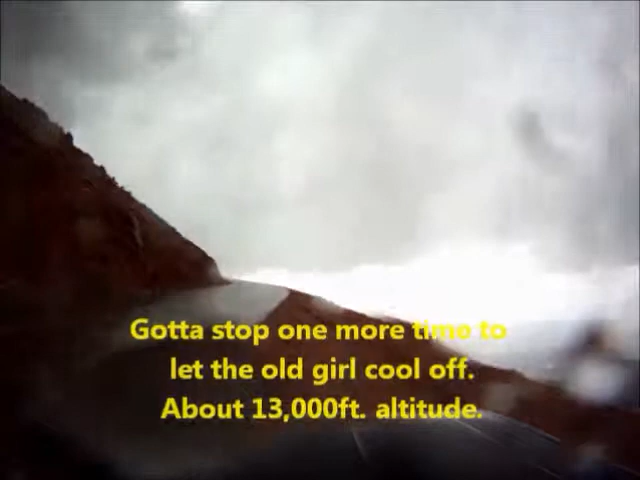 Gotta stop one more time to
let the old girl cool off.
About 13,000ft. altitude.